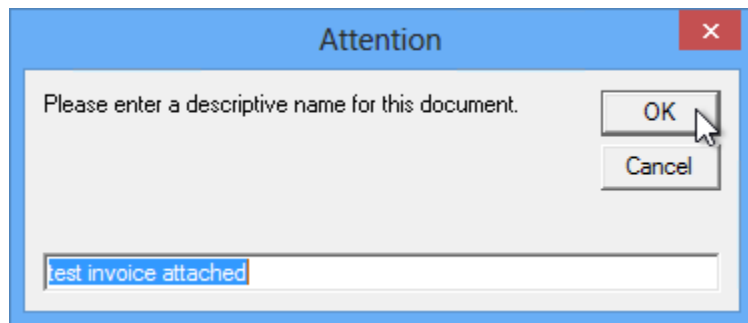 Attention
Please enter a descriptive name for this document.
OK
Cancel
test invoice attached